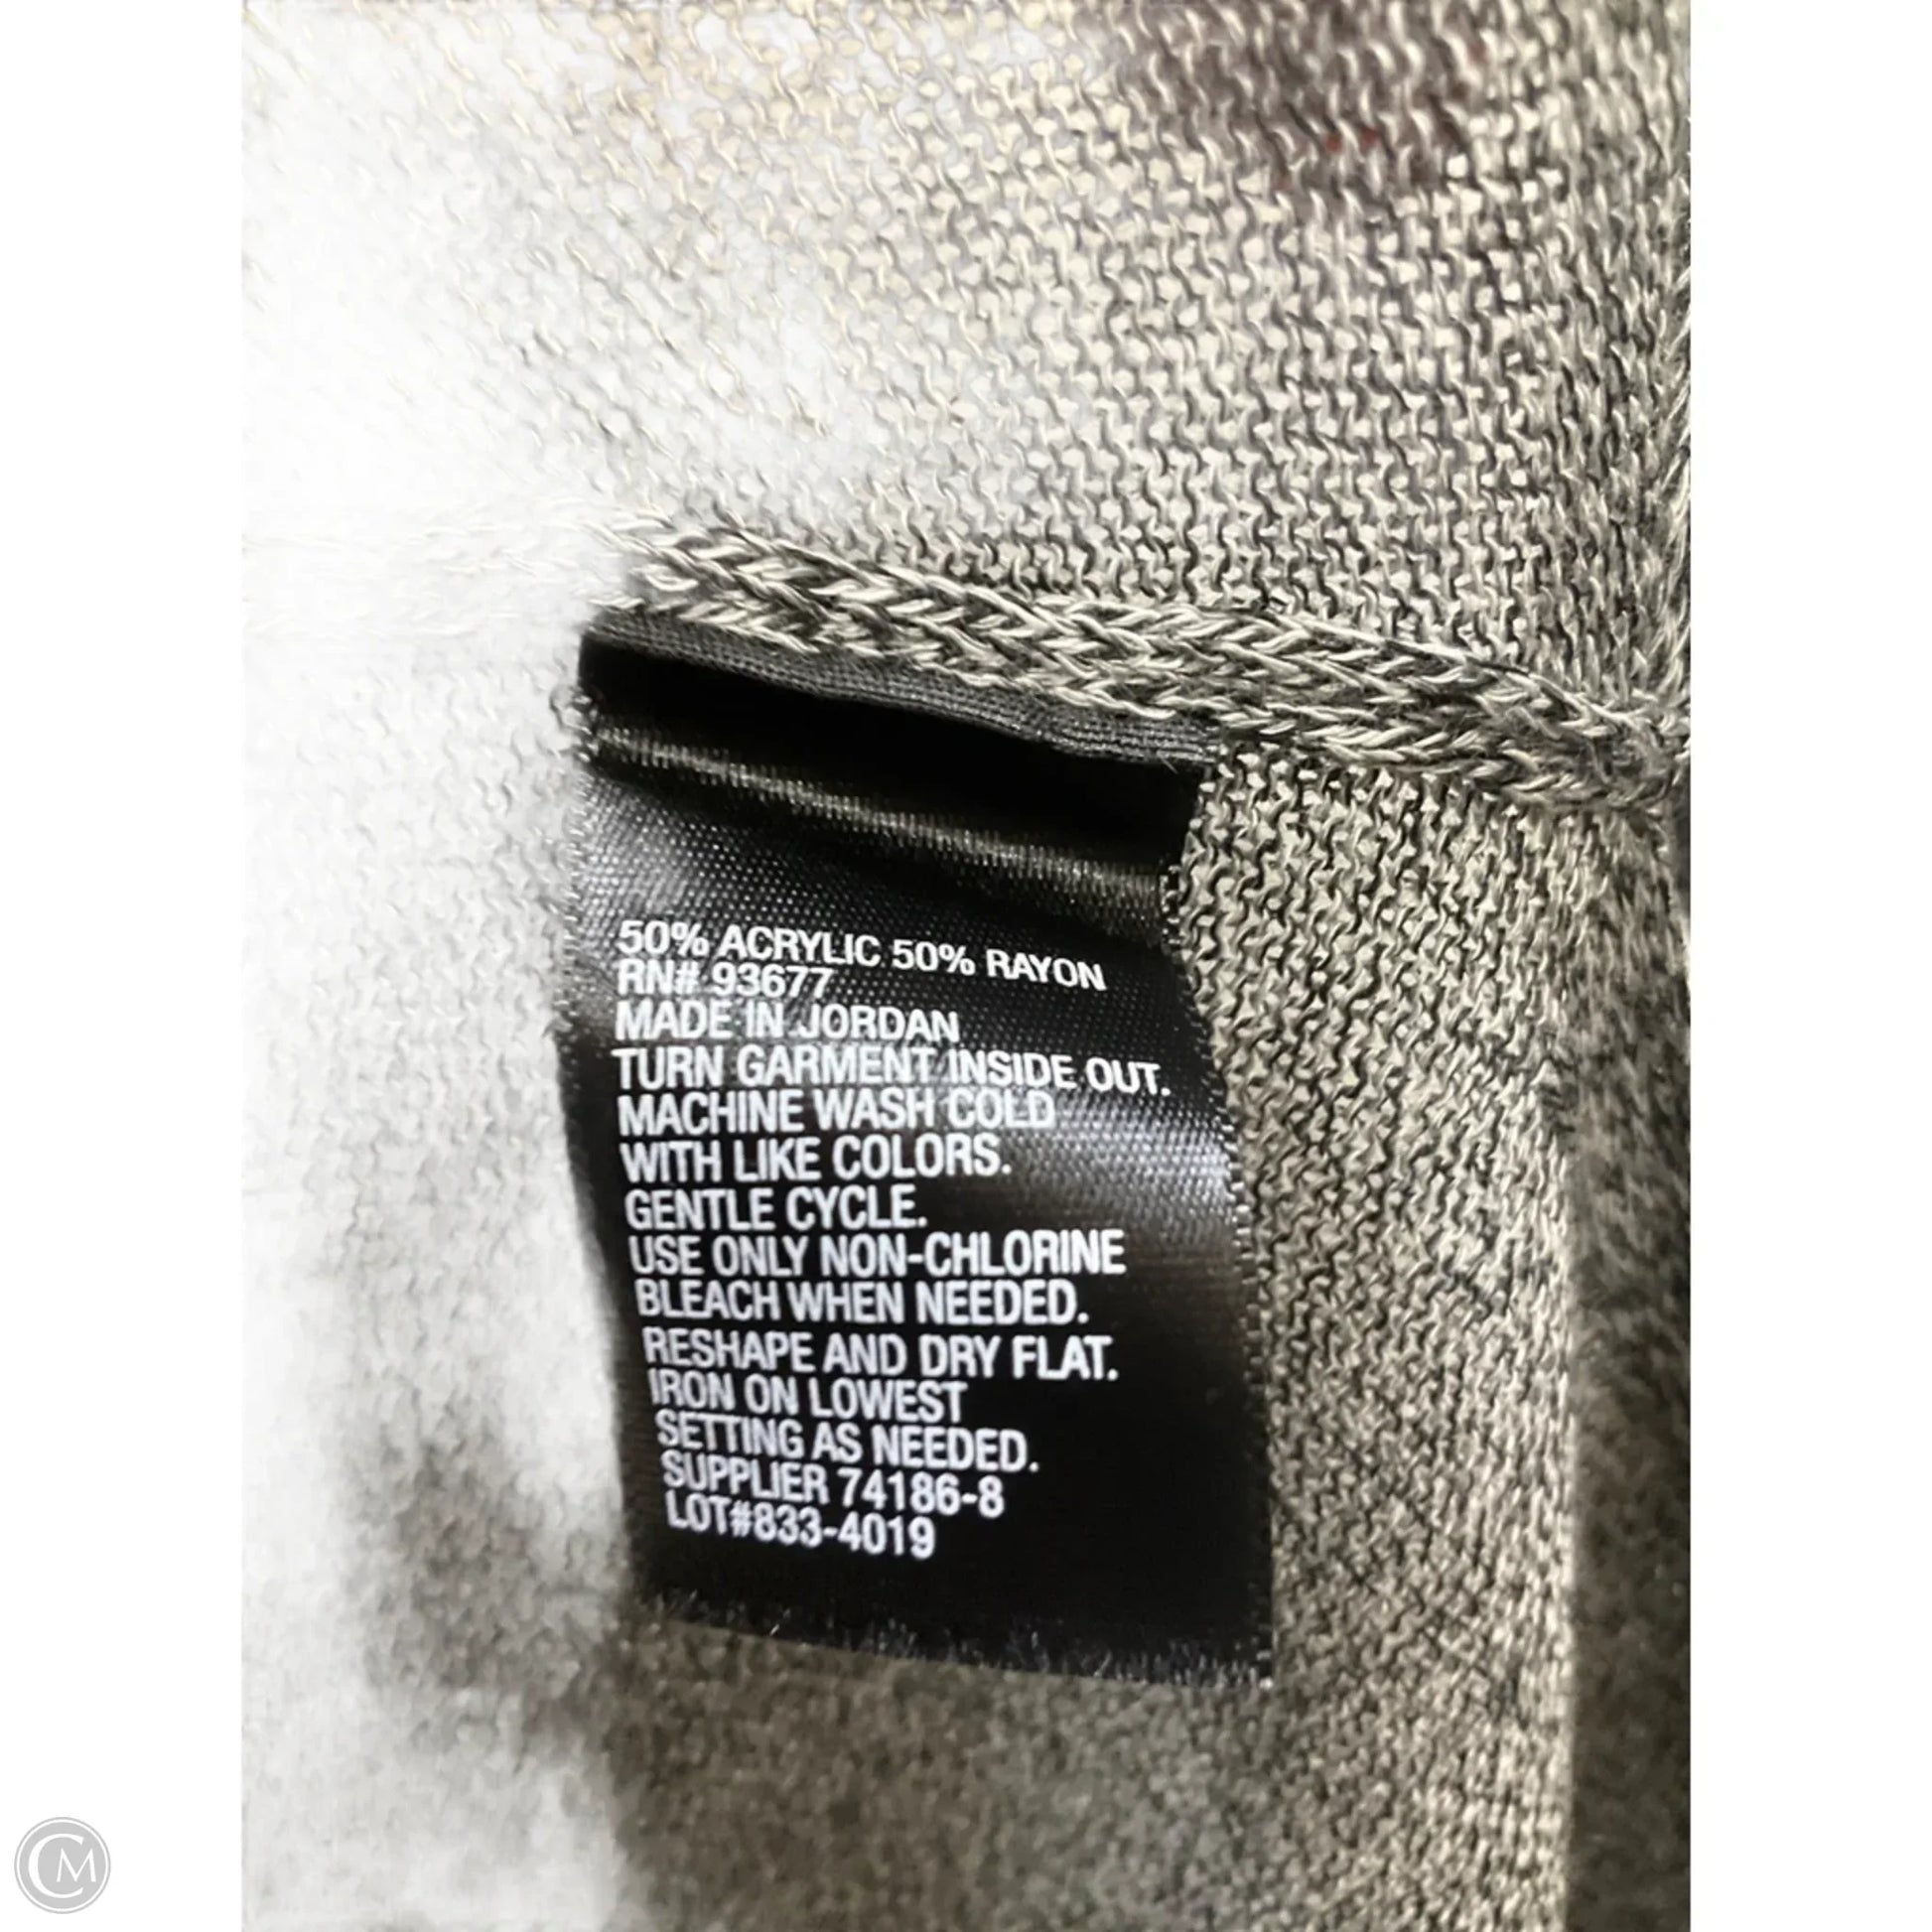 50% ACRYLIC 50% RAYON
RN# 93677
MADE IN JORDAN
TURN GARMENT INSIDE OUT.
MACHINE WASH COLD
WITH LIKE COLORS.
GENTLE CYCLE.
USE ONLY NON-CHLORINE
BLEACH WHEN NEEDED.
RESHAPE AND DRY FLAT.
IRON ON LOWEST
SETTING AS NEEDED.
SUPPLIER 74186-8
LOT#833-4019
CM